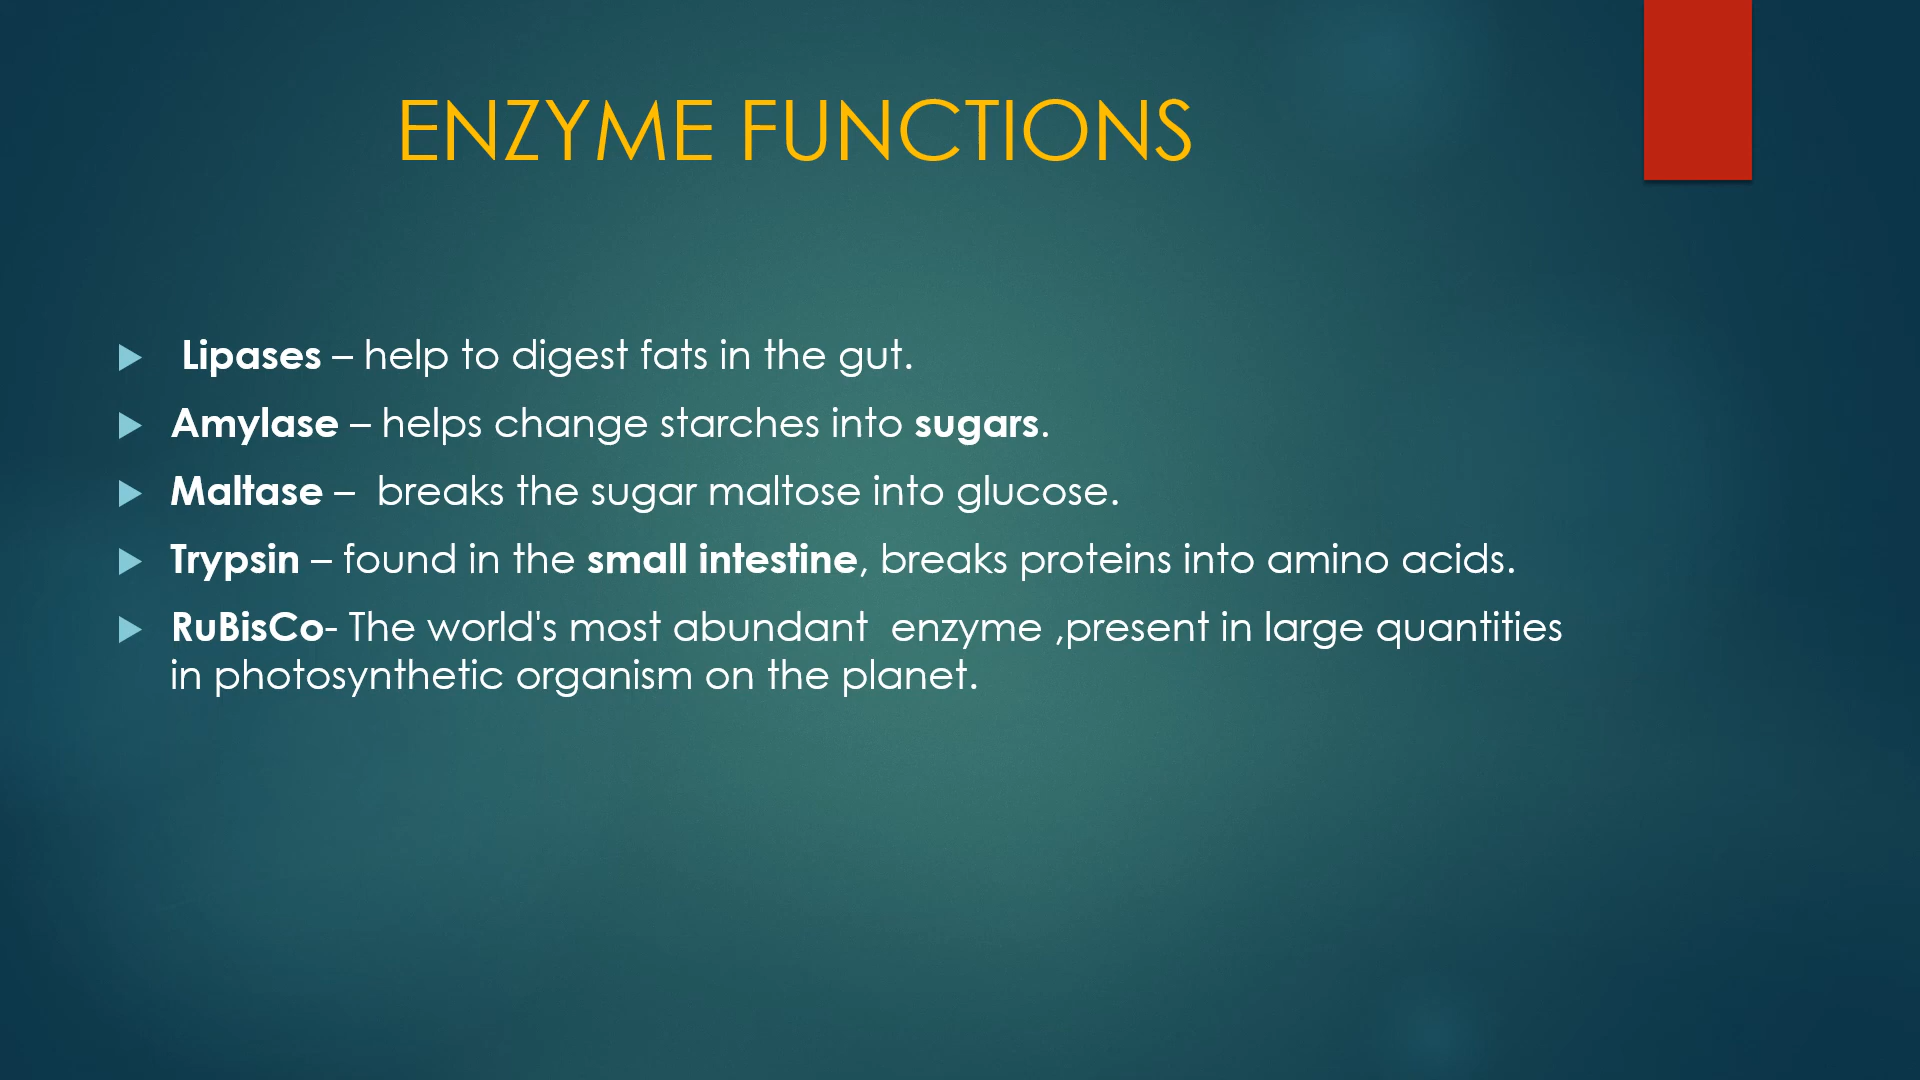 ENZYME FUNCTIONS
Lipases – help to digest fats in the gut.
Amylase – helps change starches into sugars.
Maltase –  breaks the sugar maltose into glucose.
Trypsin – found in the small intestine, breaks proteins into amino acids.
RuBisCo- The world's most abundant  enzyme ,present in large quantities
in photosynthetic organism on the planet.